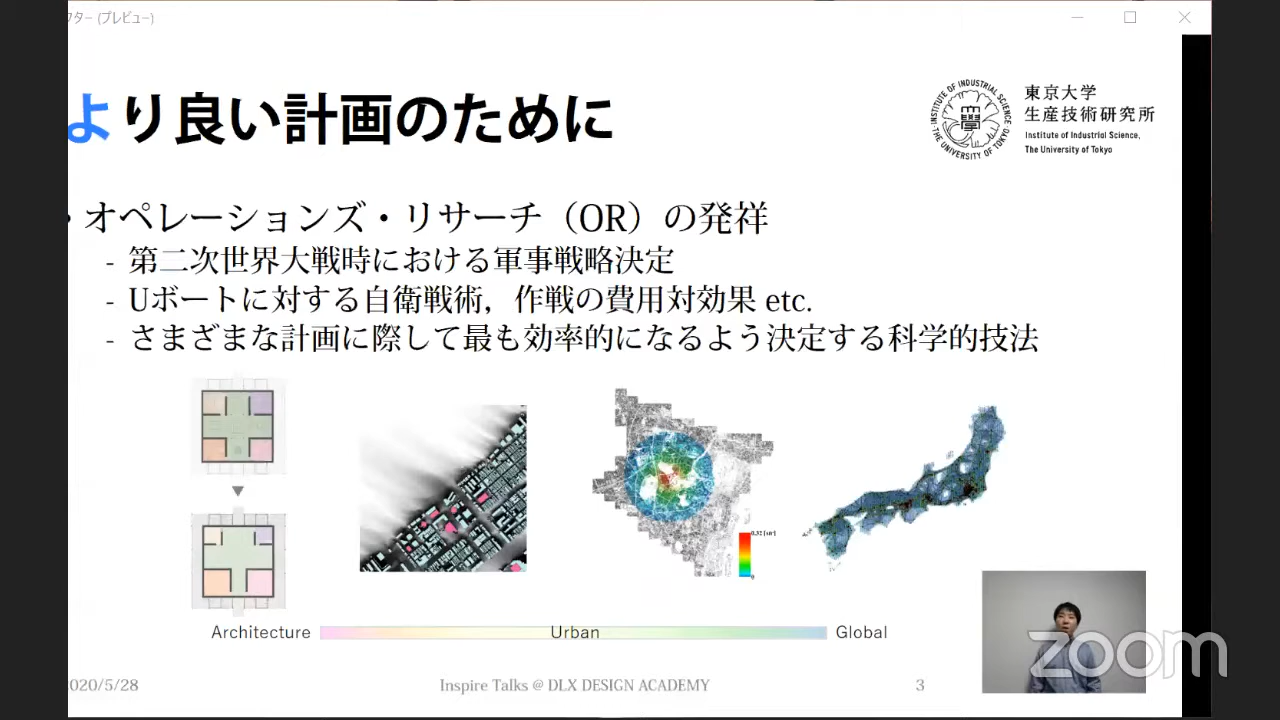 クター (プレビュー)
より良い計画のために
INSTITUTE OF INDUSTRIAL SCIENCE
THE UNIVERSITY OF TOKYO
東京大学
生産技術研究所
Institute of Industrial Science,
The University of Tokyo
・オペレーションズ・リサーチ（OR）の発祥
- 第二次世界大戦時における軍事戦略決定
- Uボートに対する自衛戦術，作戦の費用対効果 etc.
- さまざまな計画に際して最も効率的になるよう決定する科学的技法
Architecture
Urban
Global
2020/5/28
Inspire Talks @ DLX DESIGN ACADEMY
3
zoom